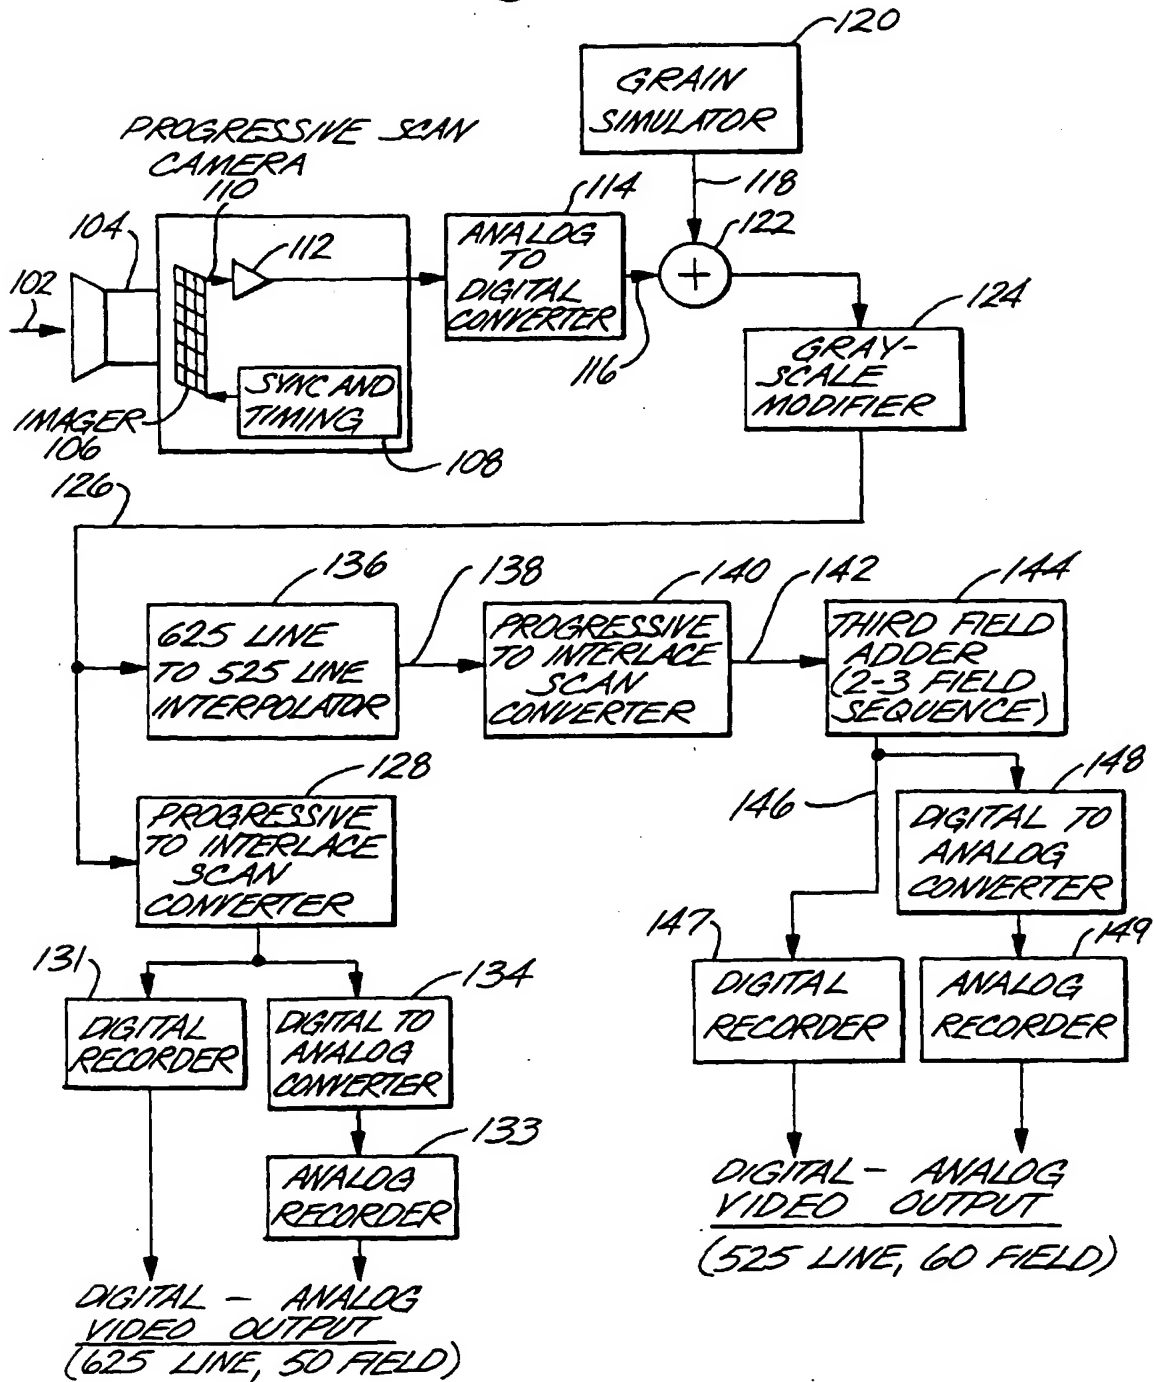 120
GRAIN
SIMULATOR
PROGRESSIVE SCAN
CAMERA
110
118
114
104
112
ANALOG
TO
DIGITAL
CONVERTER
122
+
102
124
116
GRAY-
SCALE
MODIFIER
SYNC AND
TIMING
IMAGER
106
108
126
136
138
140
142
144
625 LINE
TO 525 LINE
INTERPOLATOR
PROGRESSIVE
TO INTERLACE
SCAN
CONVERTER
THIRD FIELD
ADDER
(2-3 FIELD
SEQUENCE)
128
PROGRESSIVE
TO INTERLACE
SCAN
CONVERTER
146
148
DIGITAL TO
ANALOG
CONVERTER
147
149
DIGITAL
RECORDER
ANALOG
RECORDER
131
134
DIGITAL
RECORDER
DIGITAL TO
ANALOG
CONVERTER
133
ANALOG
RECORDER
DIGITAL - ANALOG
VIDEO OUTPUT
(525 LINE, 60 FIELD)
DIGITAL - ANALOG
VIDEO OUTPUT
(625 LINE, 50 FIELD)